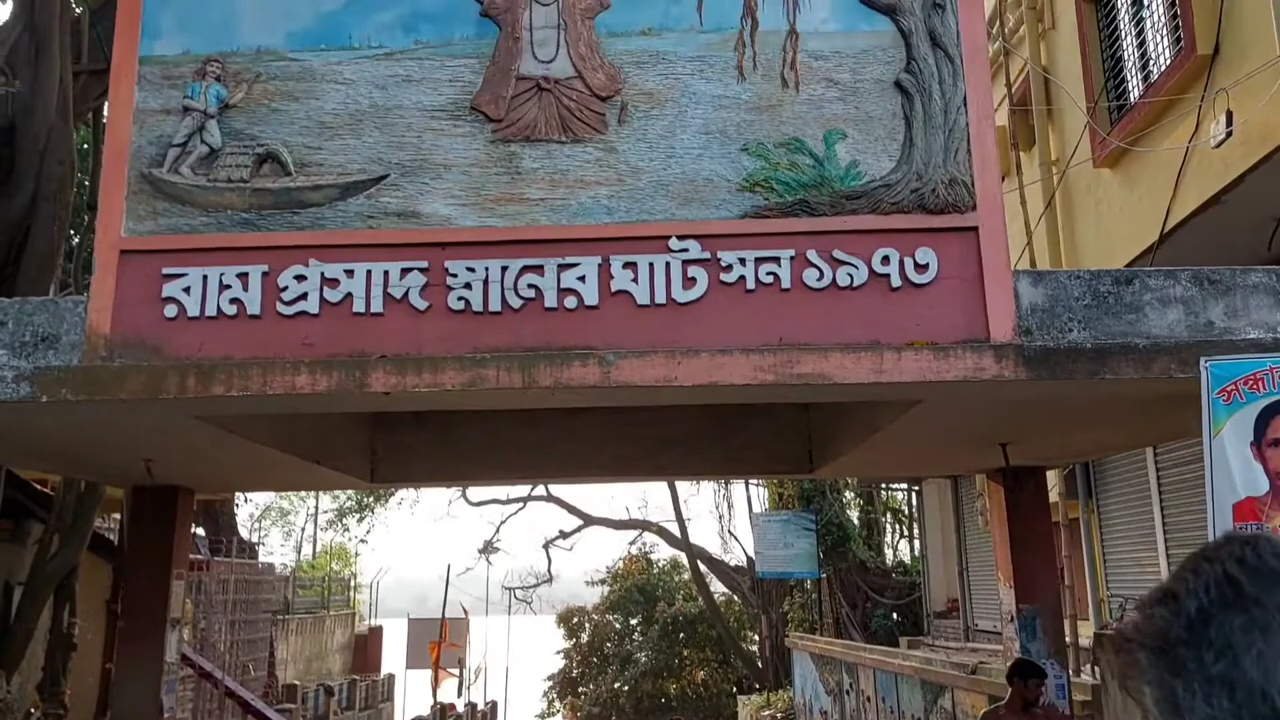 রাম প্রসাদ স্নানের ঘাট সন ১৯৭৩
নাম